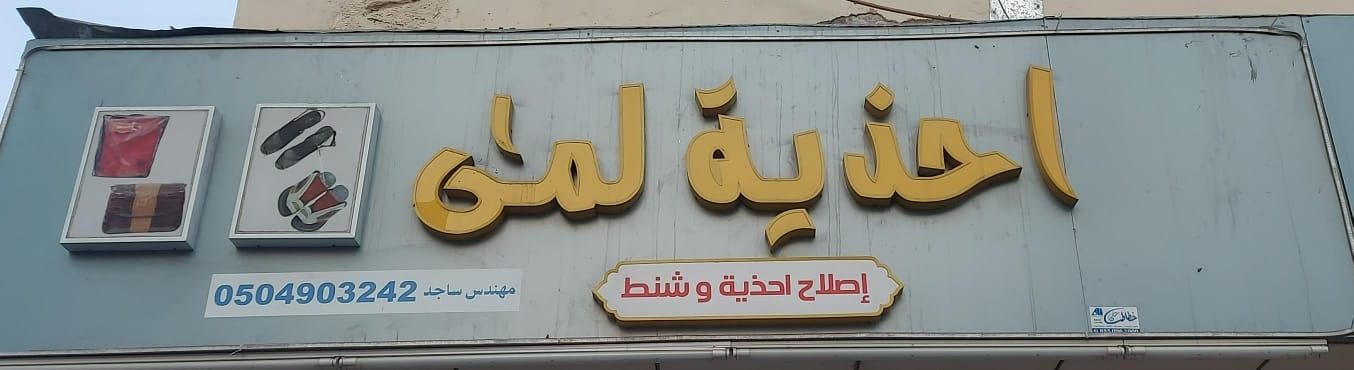 احذية لمى
إصلاح احذية و شنط
مهندس ساجد 0504903242